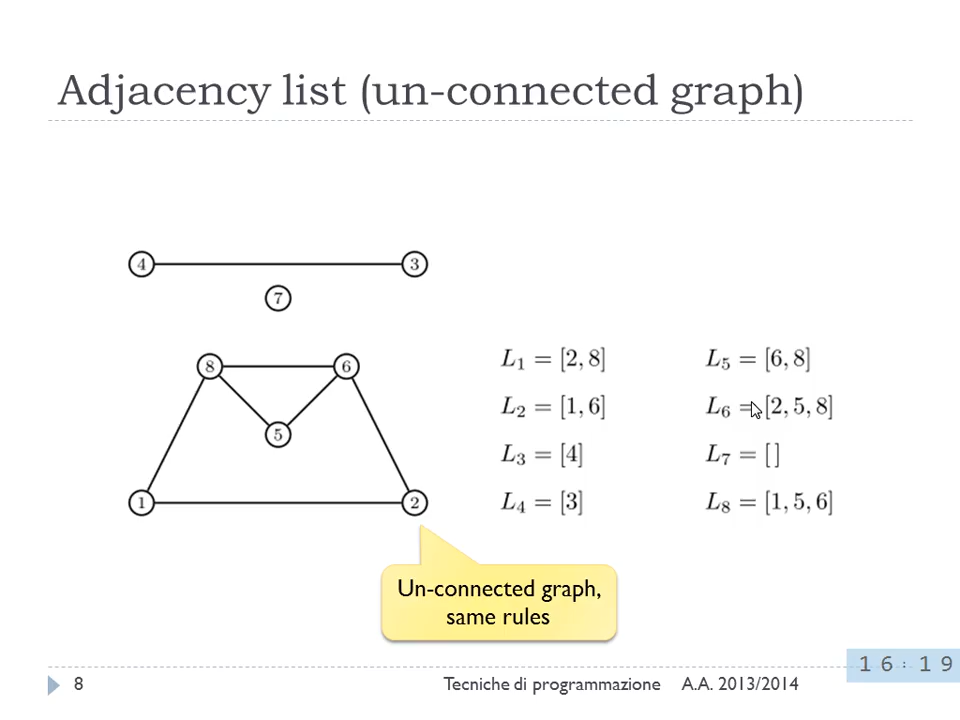 Adjacency list (un-connected graph)
4
3
7
8
6
5
1
2
L₁ = [2, 8]
L₂ = [1, 6]
L₃ = [4]
L₄ = [3]
L₅ = [6, 8]
L₆ = [2, 5, 8]
L₇ = [ ]
L₈ = [1, 5, 6]
Un-connected graph,
same rules
8
Tecniche di programmazione
A.A. 2013/2014
16:19